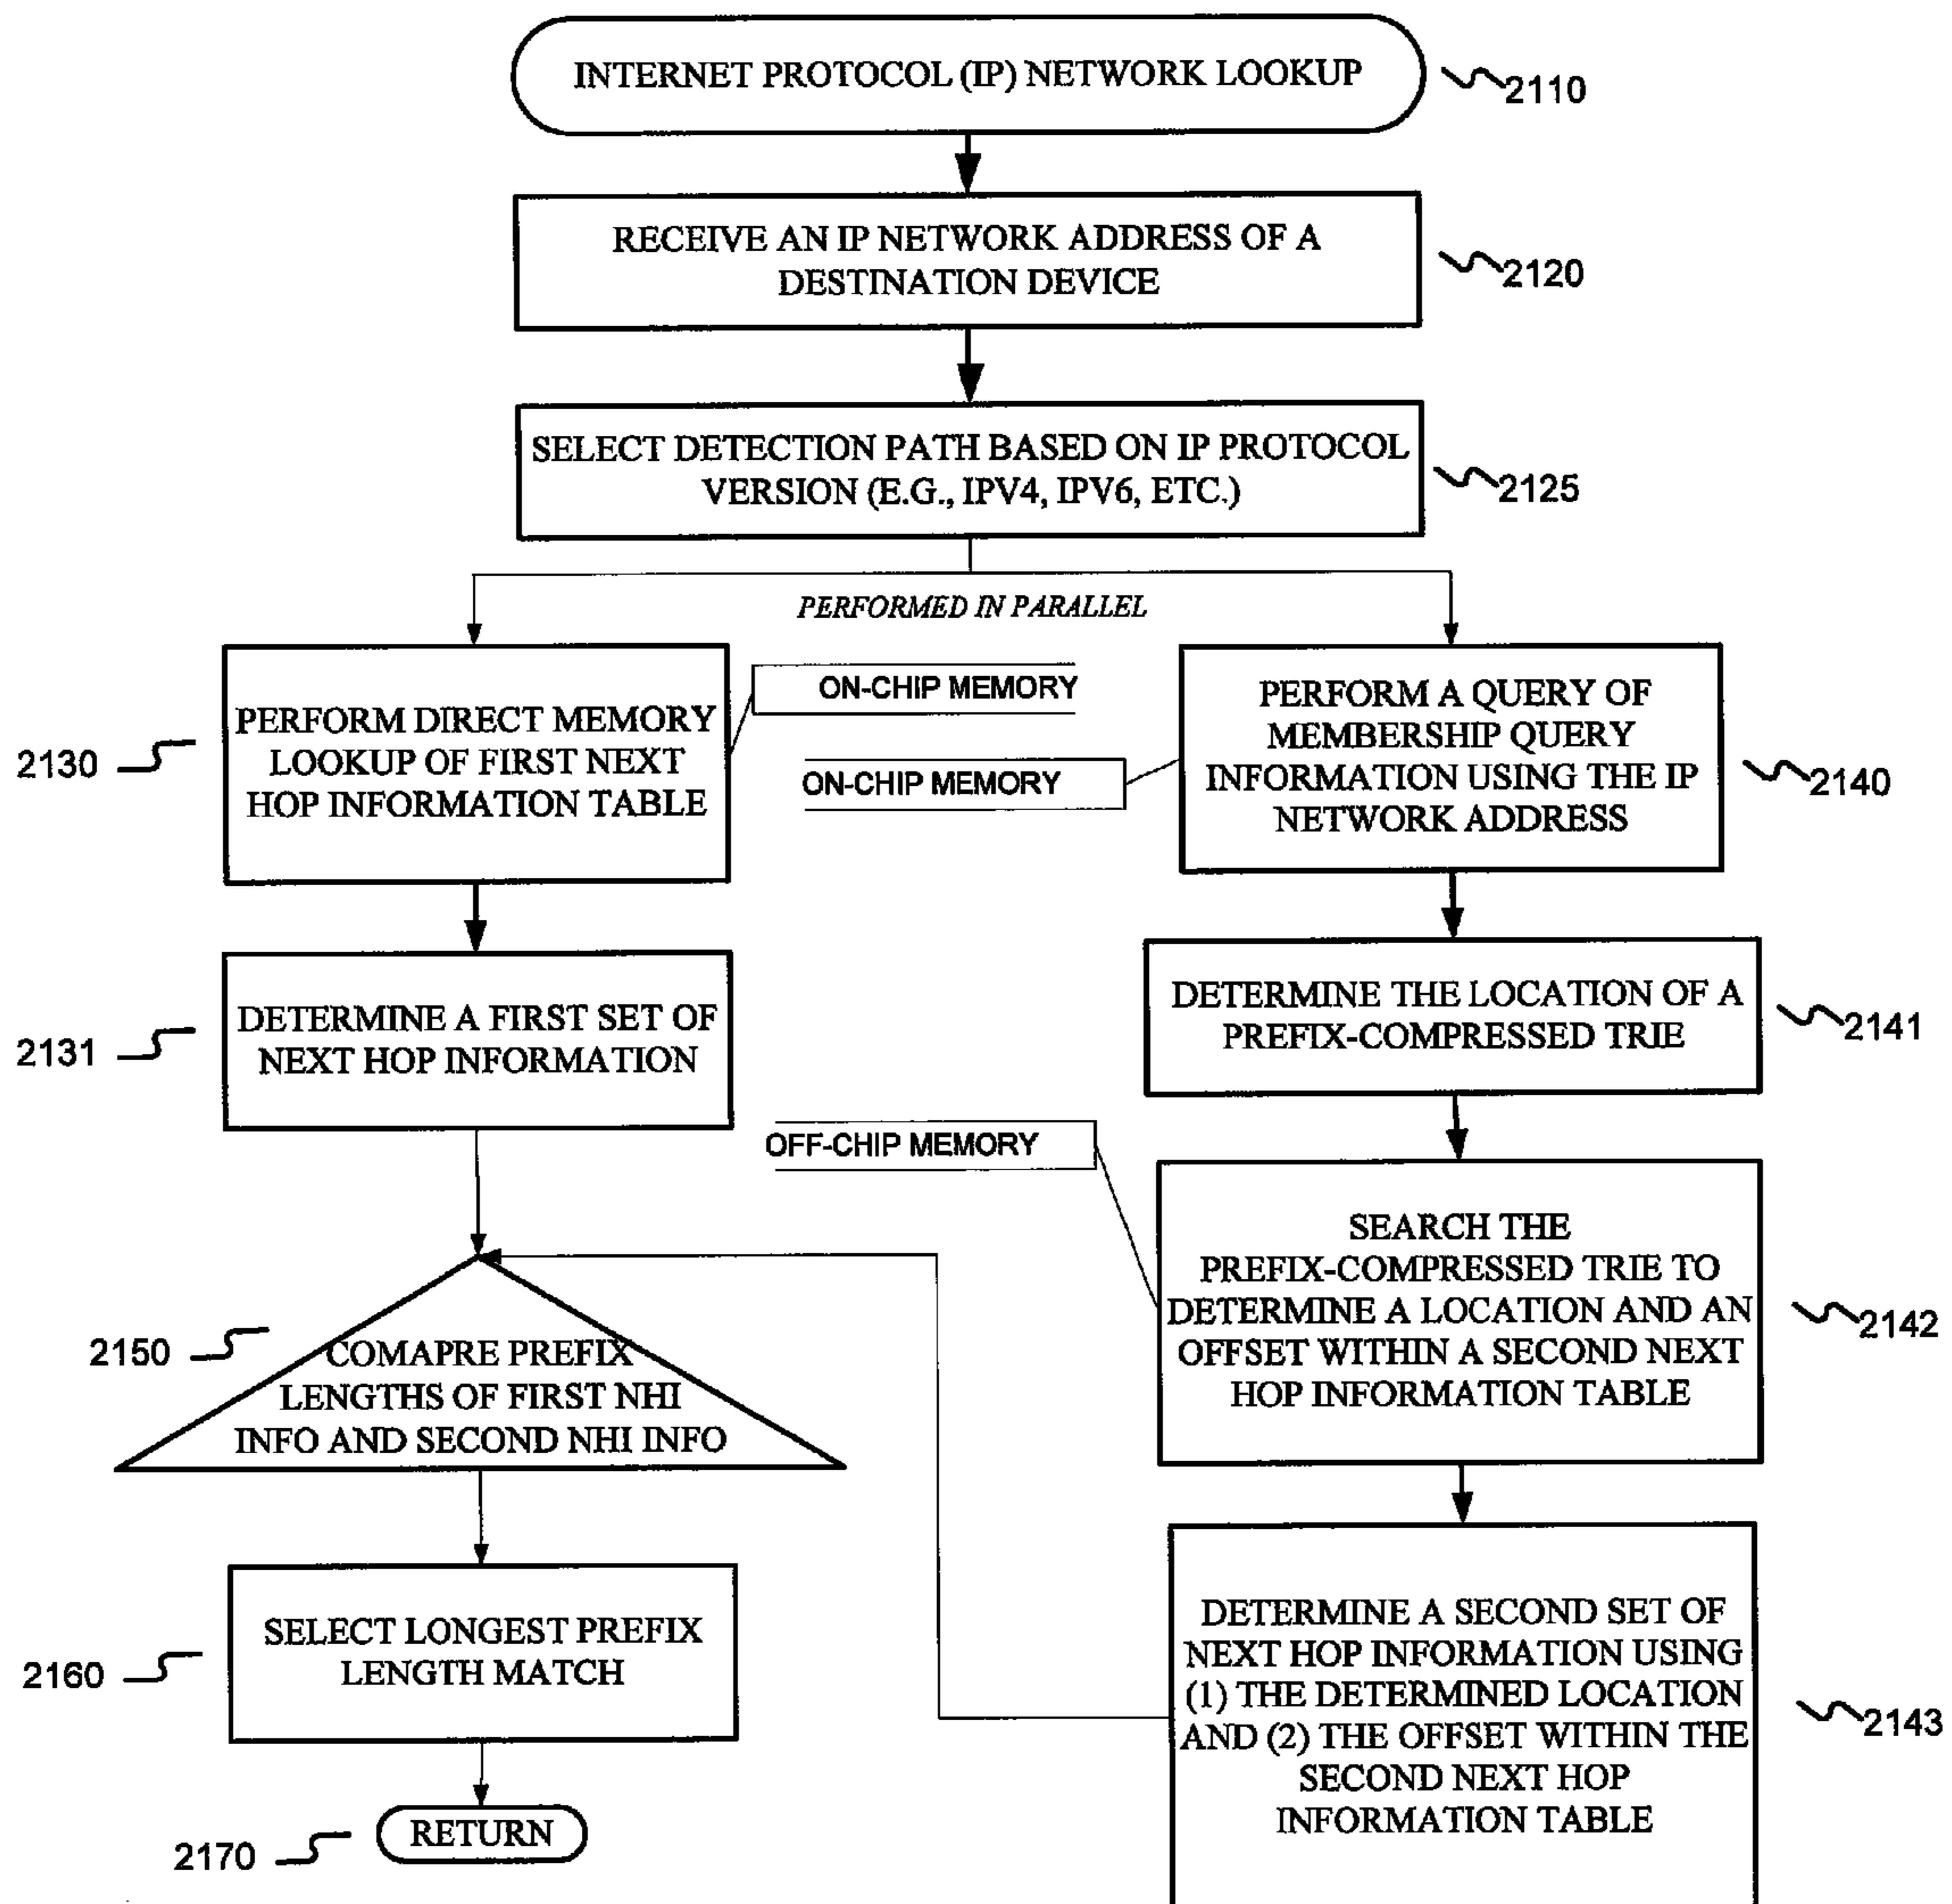 INTERNET PROTOCOL (IP) NETWORK LOOKUP
2110
RECEIVE AN IP NETWORK ADDRESS OF A
DESTINATION DEVICE
2120
SELECT DETECTION PATH BASED ON IP PROTOCOL
VERSION (E.G., IPV4, IPV6, ETC.)
2125
PERFORMED IN PARALLEL
PERFORM DIRECT MEMORY
LOOKUP OF FIRST NEXT
HOP INFORMATION TABLE
2130
ON-CHIP MEMORY
ON-CHIP MEMORY
PERFORM A QUERY OF
MEMBERSHIP QUERY
INFORMATION USING THE IP
NETWORK ADDRESS
2140
DETERMINE A FIRST SET OF
NEXT HOP INFORMATION
2131
DETERMINE THE LOCATION OF A
PREFIX-COMPRESSED TRIE
2141
OFF-CHIP MEMORY
SEARCH THE
PREFIX-COMPRESSED TRIE TO
DETERMINE A LOCATION AND AN
OFFSET WITHIN A SECOND NEXT
HOP INFORMATION TABLE
2142
2150
COMAPRE PREFIX
LENGTHS OF FIRST NHI
INFO AND SECOND NHI INFO
DETERMINE A SECOND SET OF
NEXT HOP INFORMATION USING
(1) THE DETERMINED LOCATION
AND (2) THE OFFSET WITHIN THE
SECOND NEXT HOP
INFORMATION TABLE
2143
SELECT LONGEST PREFIX
LENGTH MATCH
2160
RETURN
2170